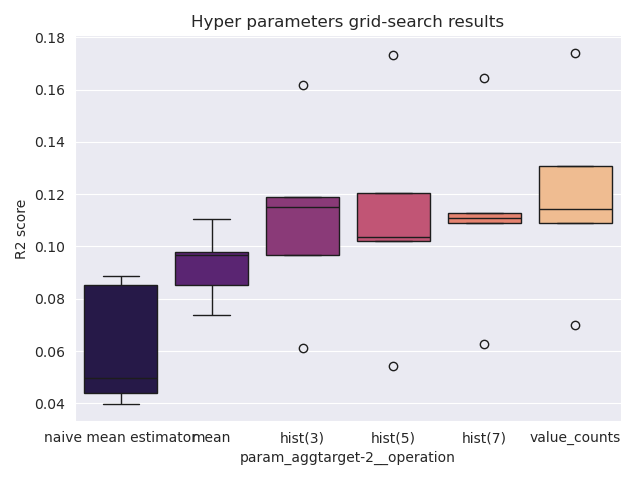 Hyper parameters grid-search results
0.18
0.16
0.14
0.12
0.10
0.08
0.06
0.04
R2 score
naive mean estimator
mean
hist(3)
hist(5)
hist(7)
value_counts
param_aggtarget-2__operation